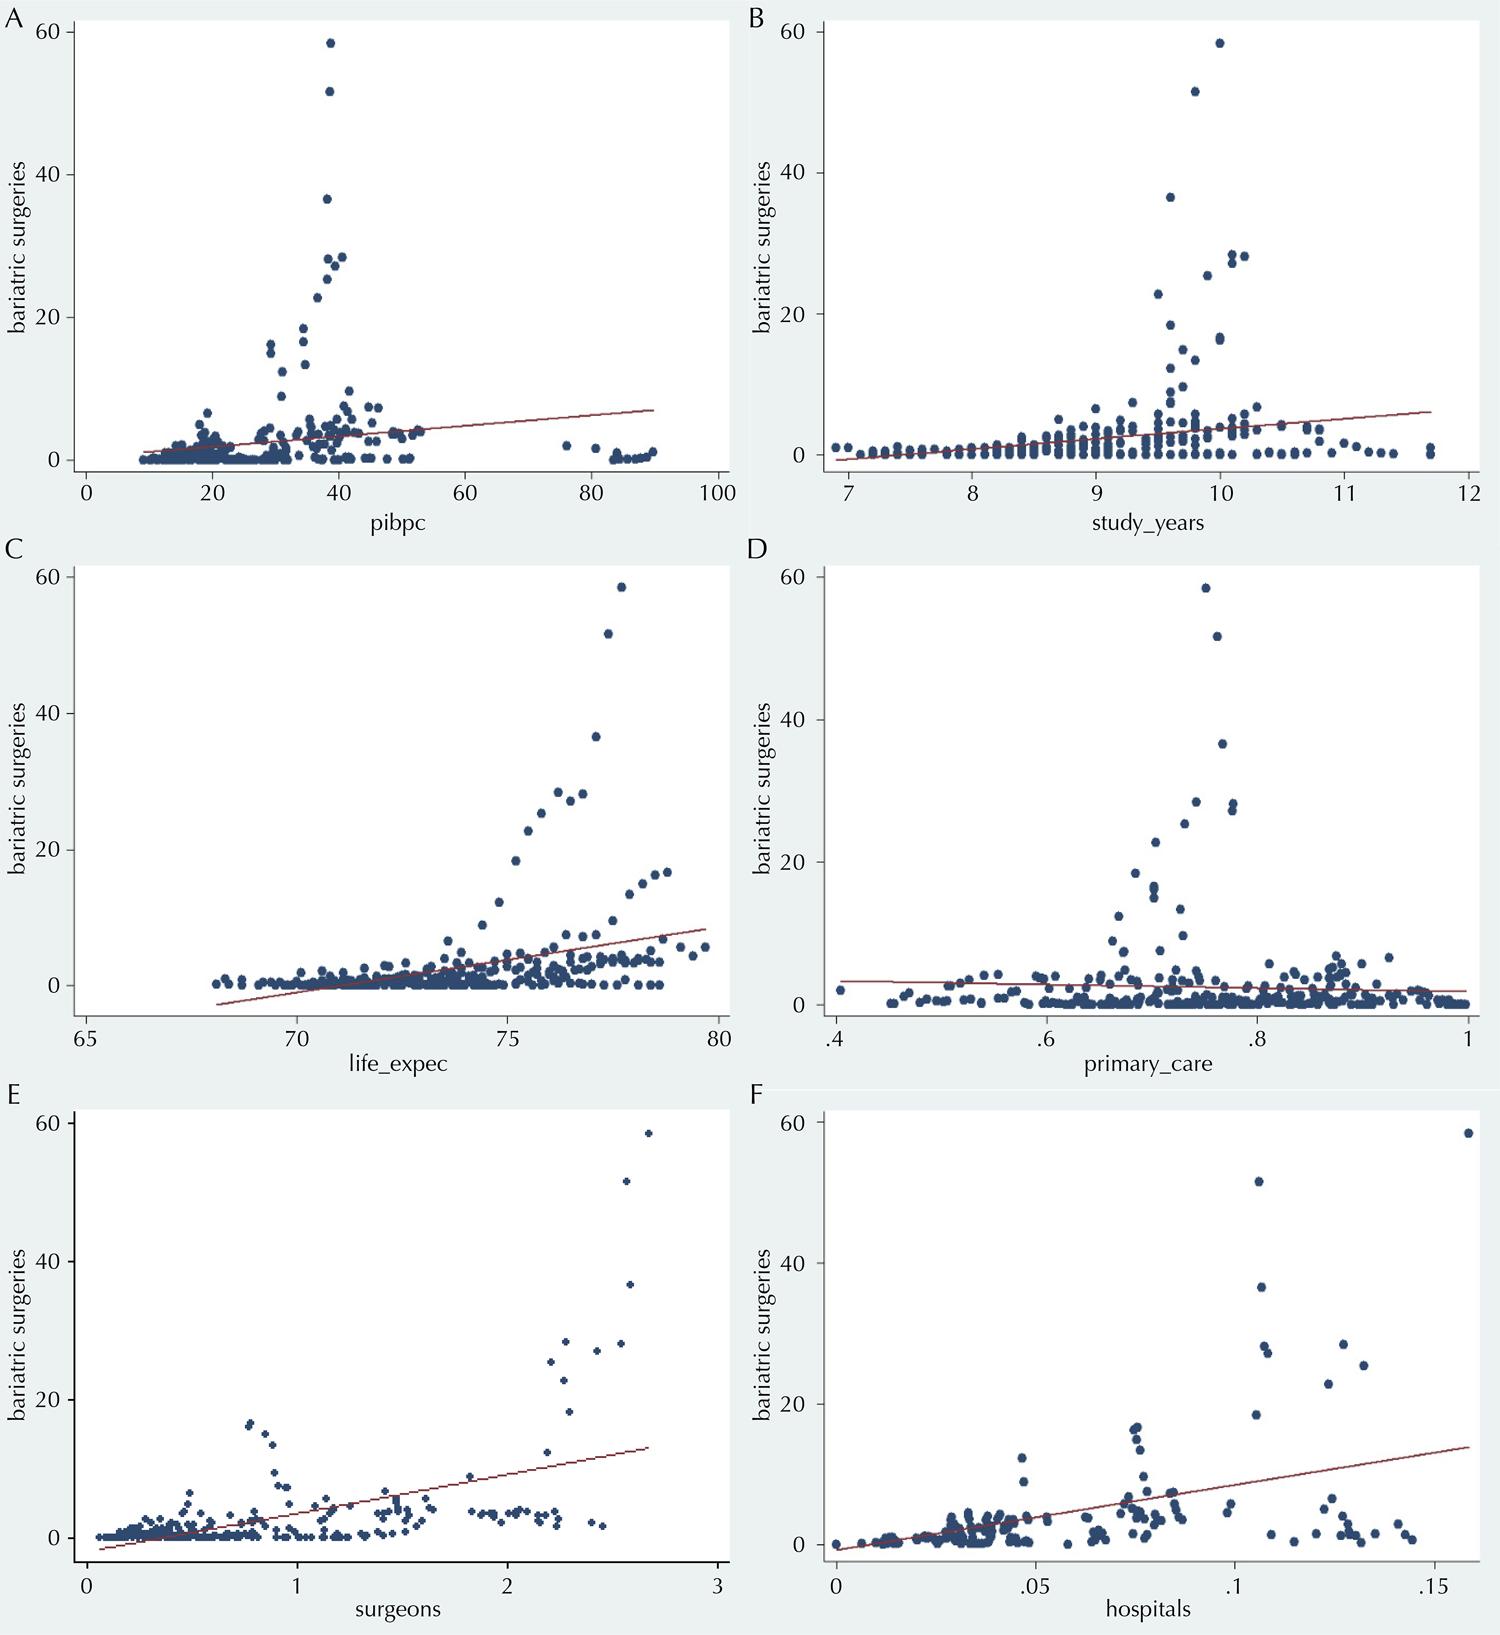 A
bariatric surgeries
60
40
20
0
0 20 40 60 80 100
pibpc
B
bariatric surgeries
60
40
20
0
7 8 9 10 11 12
study_years
C
bariatric surgeries
60
40
20
0
65 70 75 80
life_expec
D
bariatric surgeries
60
40
20
0
.4 .6 .8 1
primary_care
E
bariatric surgeries
60
40
20
0
0 1 2 3
surgeons
F
bariatric surgeries
60
40
20
0
0 .05 .1 .15
hospitals